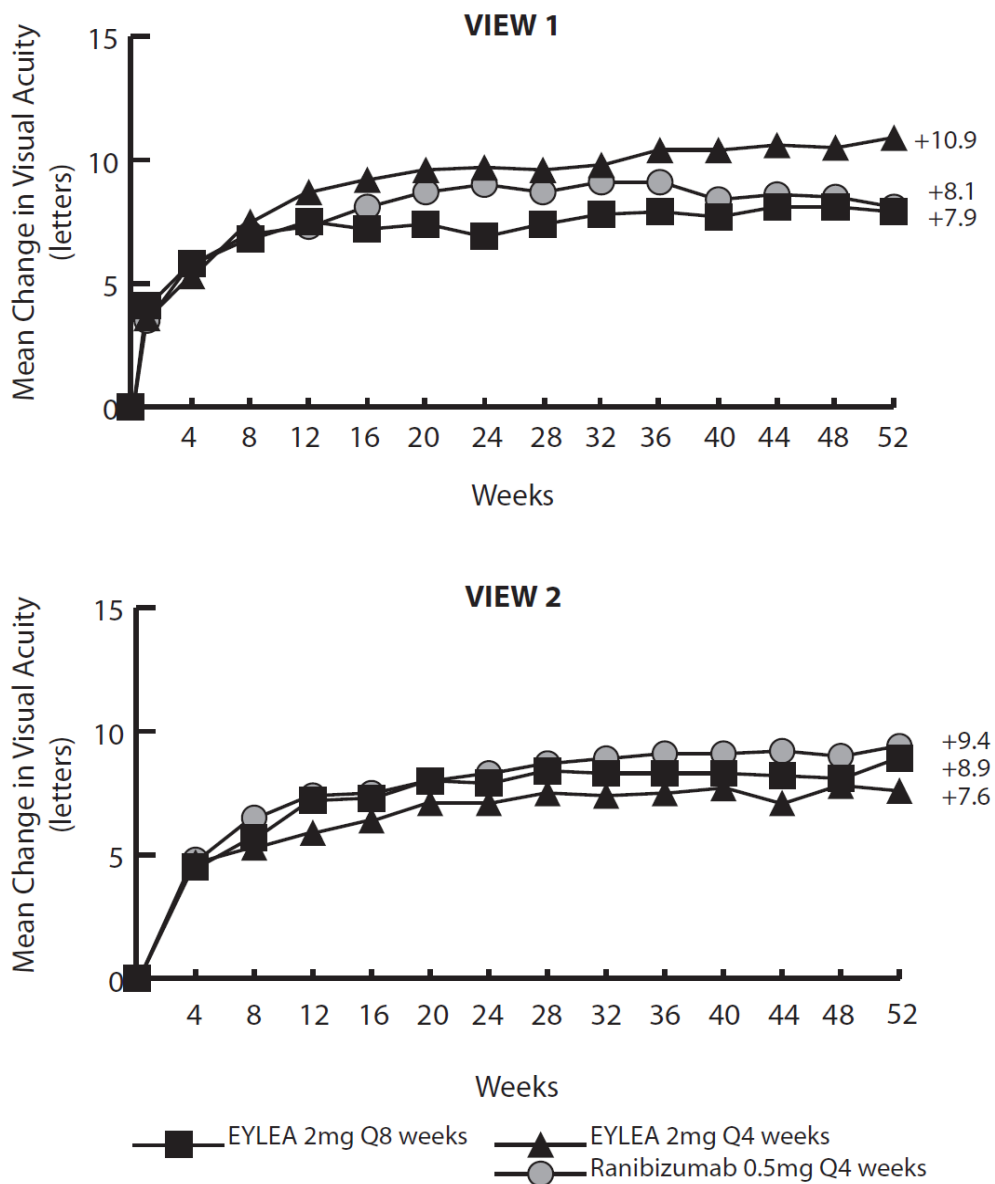 VIEW 1
Mean Change in Visual Acuity
(letters)
15
10
5
0
+10.9
+8.1
+7.9
4 8 12 16 20 24 28 32 36 40 44 48 52
Weeks
VIEW 2
Mean Change in Visual Acuity
(letters)
15
10
5
0
+9.4
+8.9
+7.6
4 8 12 16 20 24 28 32 36 40 44 48 52
Weeks
EYLEA 2mg Q8 weeks
EYLEA 2mg Q4 weeks
Ranibizumab 0.5mg Q4 weeks